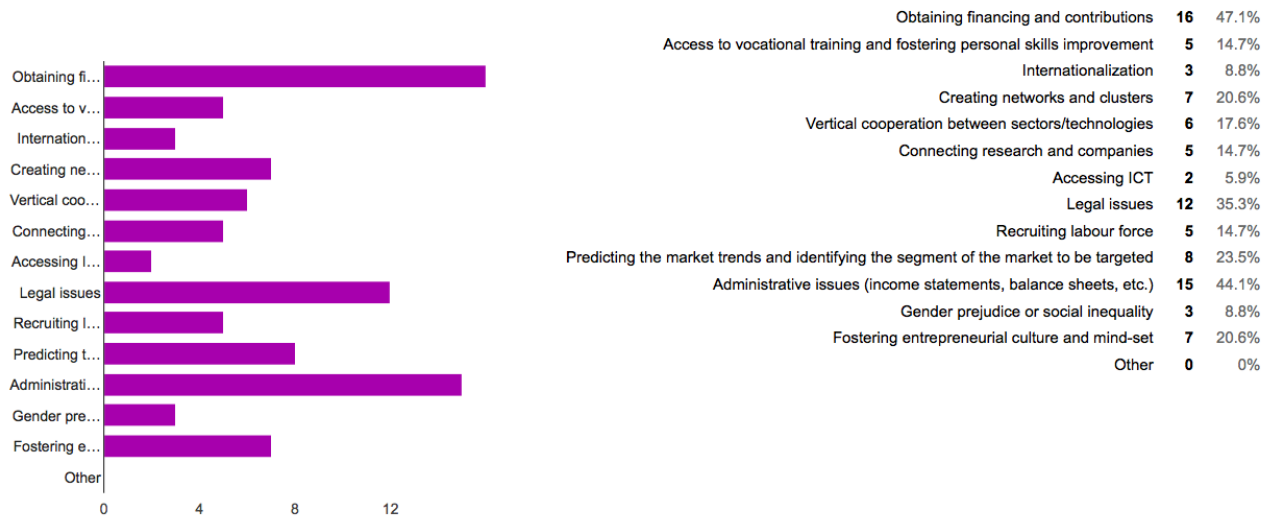 Obtaining fi...
Access to v...
Internation...
Creating ne...
Vertical coo...
Connecting...
Accessing I...
Legal issues
Recruiting l...
Predicting t...
Administrati...
Gender pre...
Fostering e...
Other
0 4 8 12
Obtaining financing and contributions 16 47.1%
Access to vocational training and fostering personal skills improvement 5 14.7%
Internationalization 3 8.8%
Creating networks and clusters 7 20.6%
Vertical cooperation between sectors/technologies 6 17.6%
Connecting research and companies 5 14.7%
Accessing ICT 2 5.9%
Legal issues 12 35.3%
Recruiting labour force 5 14.7%
Predicting the market trends and identifying the segment of the market to be targeted 8 23.5%
Administrative issues (income statements, balance sheets, etc.) 15 44.1%
Gender prejudice or social inequality 3 8.8%
Fostering entrepreneurial culture and mind-set 7 20.6%
Other 0 0%